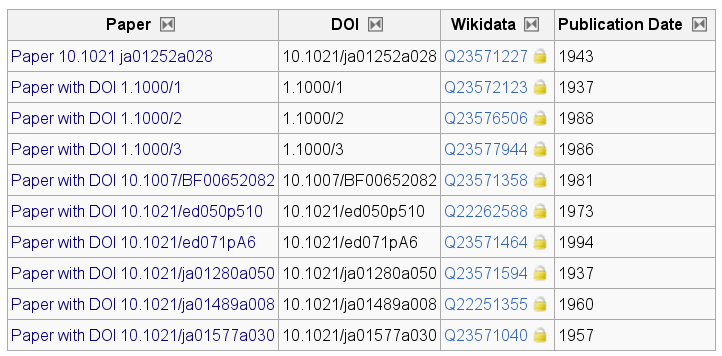 Paper DOI Wikidata Publication Date
Paper 10.1021 ja01252a028 10.1021/ja01252a028 Q23571227 1943
Paper with DOI 1.1000/1 1.1000/1 Q23572123 1937
Paper with DOI 1.1000/2 1.1000/2 Q23576506 1988
Paper with DOI 1.1000/3 1.1000/3 Q23577944 1986
Paper with DOI 10.1007/BF00652082 10.1007/BF00652082 Q23571358 1981
Paper with DOI 10.1021/ed050p510 10.1021/ed050p510 Q22262588 1973
Paper with DOI 10.1021/ed071pA6 10.1021/ed071pA6 Q23571464 1994
Paper with DOI 10.1021/ja01280a050 10.1021/ja01280a050 Q23571594 1937
Paper with DOI 10.1021/ja01489a008 10.1021/ja01489a008 Q22251355 1960
Paper with DOI 10.1021/ja01577a030 10.1021/ja01577a030 Q23571040 1957